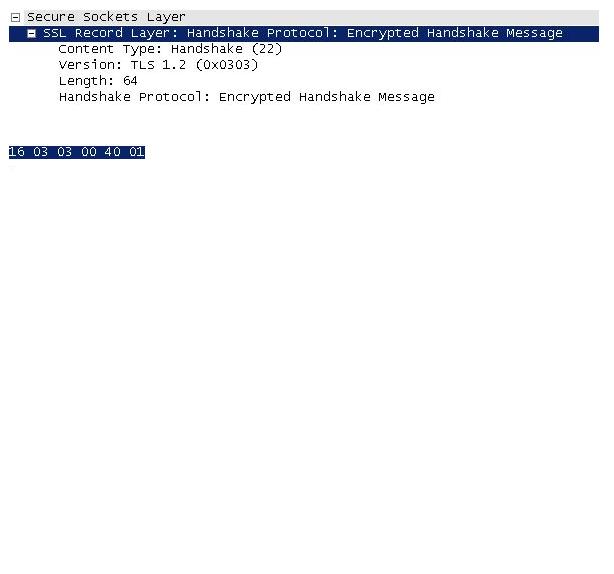 Secure Sockets Layer
SSL Record Layer: Handshake Protocol: Encrypted Handshake Message
Content Type: Handshake (22)
Version: TLS 1.2 (0x0303)
Length: 64
Handshake Protocol: Encrypted Handshake Message
16 03 03 00 40 01